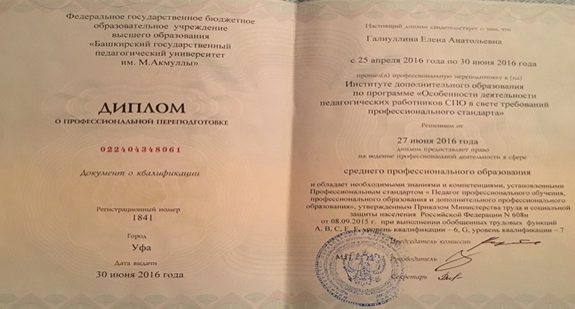 Федеральное государственное бюджетное
образовательное учреждение
высшего образования
«Башкирский государственный
педагогический университет
им. М.Акмуллы»
ДИПЛОМ
О ПРОФЕССИОНАЛЬНОЙ ПЕРЕПОДГОТОВКЕ
022404348061
Документ о квалификации
Регистрационный номер
1841
Город
Уфа
Дата выдачи
30 июня 2016 года
Настоящий диплом свидетельствует о том, что
Галиуллина Елена Анатольевна
с 25 апреля 2016 года по 30 июня 2016 года
прошел(а) профессиональную переподготовку в (на)
Институте дополнительного образования
по программе «Особенности деятельности
педагогических работников СПО в свете требований
профессионального стандарта»
Решением от
27 июня 2016 года
диплом предоставляет право
на ведение профессиональной деятельности в сфере
среднего профессионального образования
и обладает необходимыми знаниями и компетенциями, установленными
Профессиональным стандартом « Педагог профессионального обучения,
профессионального образования и дополнительного профессионального
образования», утвержденным Приказом Министерства труда и социальной
защиты населения Российской Федерации N 608н
от 08.09.2015 г. при выполнении обобщенных трудовых функций
A, B, C, E, F, уровень квалификации – 6, G, уровень квалификации – 7
Председатель комиссии
М.П.
Руководитель
Секретарь